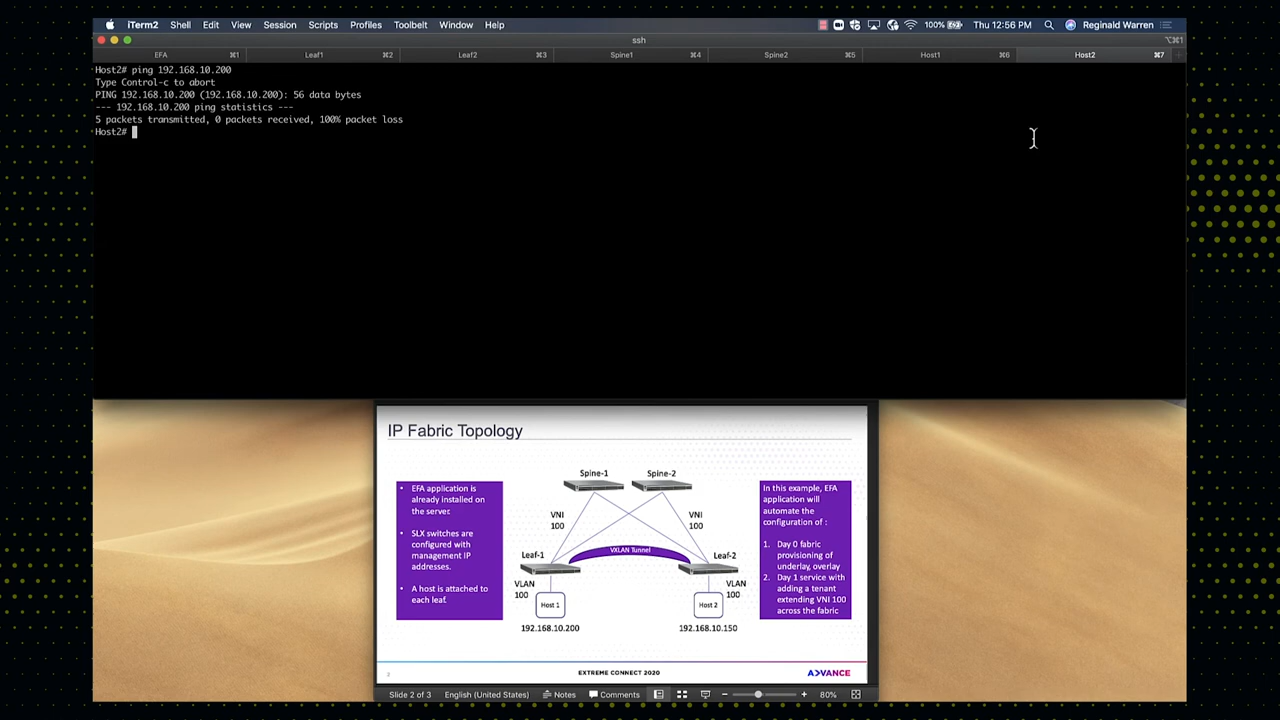 iTerm2 Shell Edit View Session Scripts Profiles Toolbelt Window Help 100% Thu 12:56 PM Reginald Warren
ssh ⌥⌘1
EFA ⌘1 Leaf1 ⌘2 Leaf2 ⌘3 Spine1 ⌘4 Spine2 ⌘5 Host1 ⌘6 Host2 ⌘7
Host2# ping 192.168.10.200
Type Control-c to abort
PING 192.168.10.200 (192.168.10.200): 56 data bytes
--- 192.168.10.200 ping statistics ---
5 packets transmitted, 0 packets received, 100% packet loss
Host2#
IP Fabric Topology
• EFA application is
already installed on
the server.
• SLX switches are
configured with
management IP
addresses.
• A host is attached to
each leaf.
Spine-1 Spine-2
VNI
100
VNI
100
Leaf-1
VXLAN Tunnel
Leaf-2
VLAN
100
VLAN
100
Host 1
Host 2
192.168.10.200
192.168.10.150
In this example, EFA
application will
automate the
configuration of :
1. Day 0 fabric
provisioning of
underlay, overlay
2. Day 1 service with
adding a tenant
extending VNI 100
across the fabric
2
EXTREME CONNECT 2020
ADVANCE
Slide 2 of 3 English (United States) Notes Comments 80%